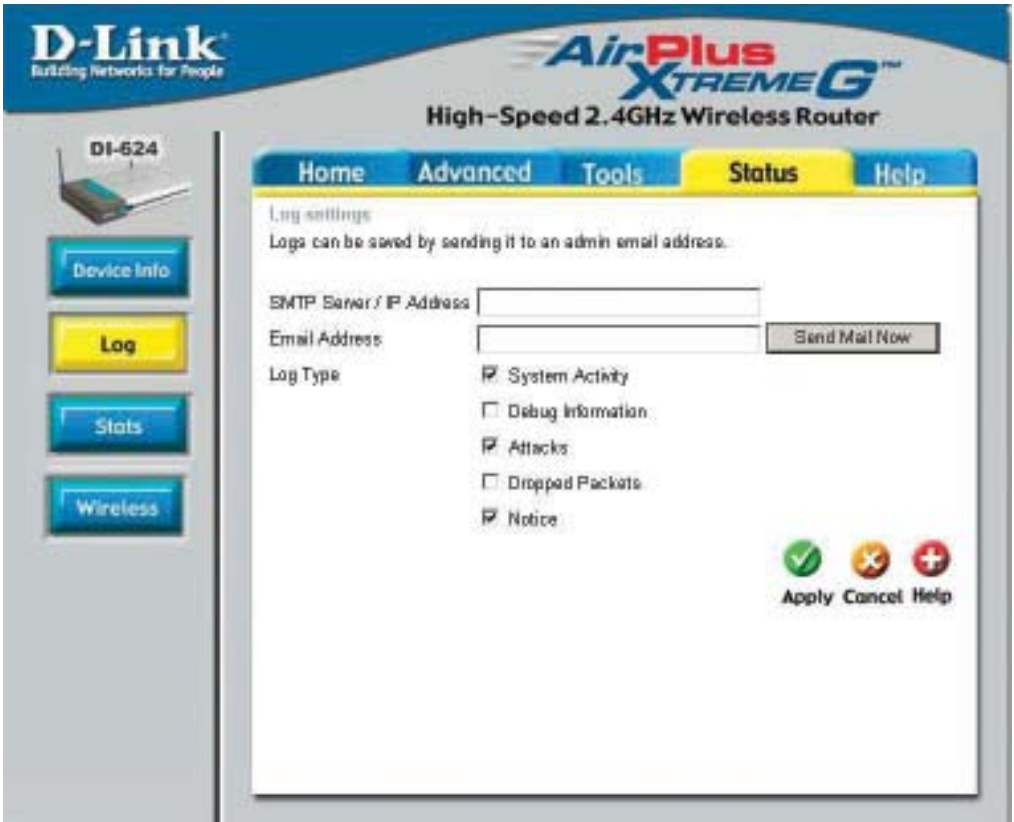 D-Link
Building Networks for People
AirPlus
XTREME G™
High-Speed 2.4GHz Wireless Router
DI-624
Home Advanced Tools Status Help
Device Info
Log
Stats
Wireless
Log settings
Logs can be saved by sending it to an admin email address.
SMTP Server / IP Address
Email Address Send Mail Now
Log Type System Activity
Debug Information
Attacks
Dropped Packets
Notice
Apply Cancel Help